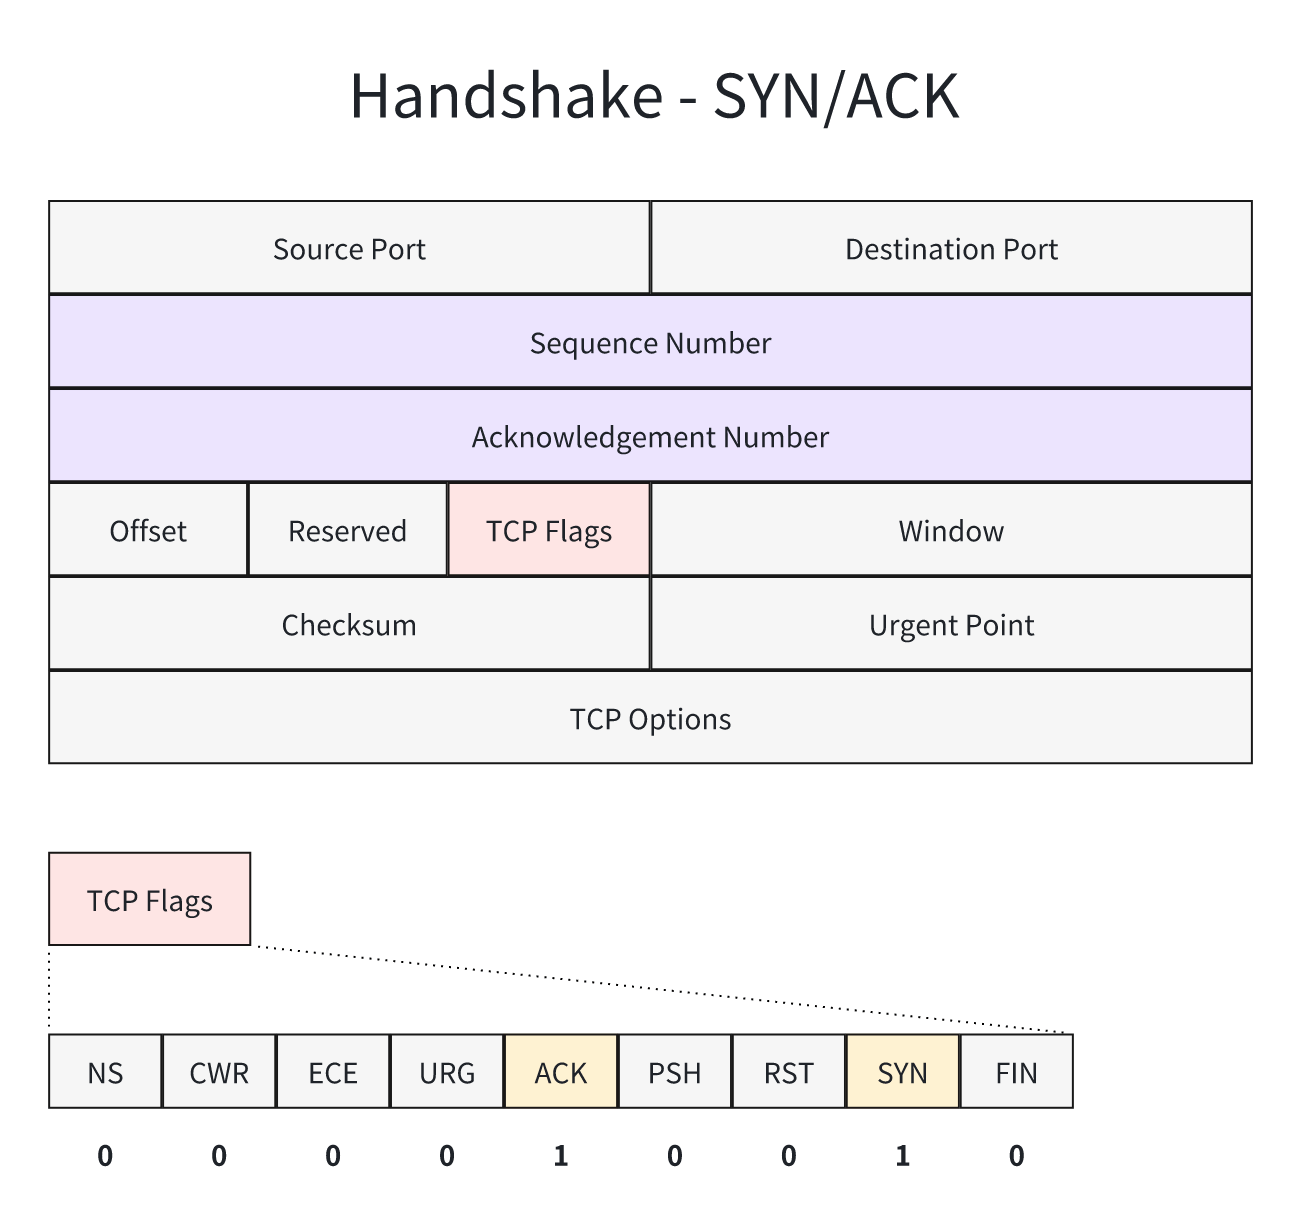 Handshake - SYN/ACK
Source Port Destination Port
Sequence Number
Acknowledgement Number
Offset Reserved TCP Flags Window
Checksum Urgent Point
TCP Options
TCP Flags
NS CWR ECE URG ACK PSH RST SYN FIN
0 0 0 0 1 0 0 1 0